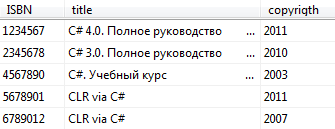 ISBN title copyrigth
1234567 C# 4.0. Полное руководство ... 2011
2345678 C# 3.0. Полное руководство ... 2010
4567890 C#. Учебный курс ... 2003
5678901 CLR via C# 2011
6789012 CLR via C# 2007